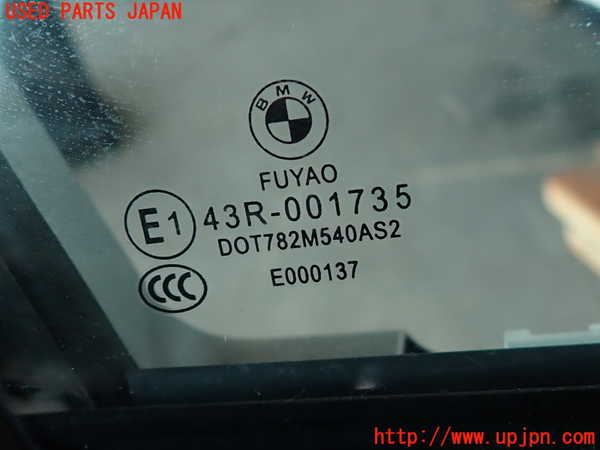 USED PARTS JAPAN
BMW
FUYAO
E1 43R-001735
DOT782M540AS2
CCC E000137
http://www.upjpn.com/